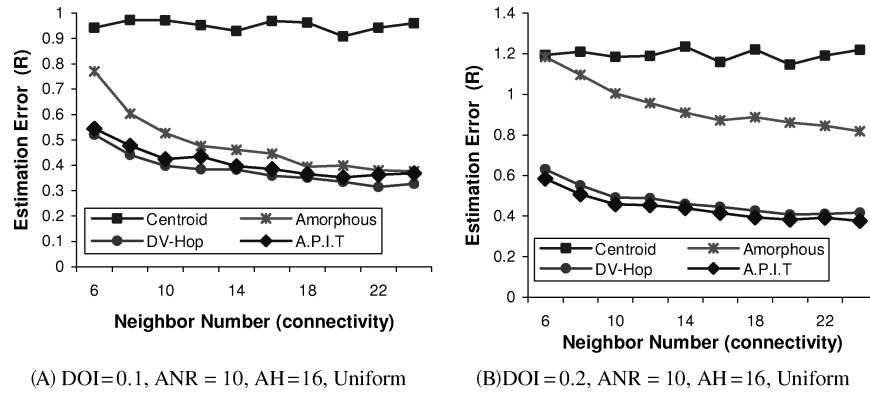 1
0.9
0.8
0.7
0.6
0.5
0.4
0.3
0.2
0.1
0
Estimation Error (R)
Centroid
Amorphous
DV-Hop
A.P.I.T
6 10 14 18 22
Neighbor Number (connectivity)
(A) DOI=0.1, ANR = 10, AH=16, Uniform
1.4
1.2
1
0.8
0.6
0.4
0.2
0
Estimation Error (R)
Centroid
Amorphous
DV-Hop
A.P.I.T
6 10 14 18 22
Neighbor Number (connectivity)
(B)DOI=0.2, ANR = 10, AH=16, Uniform